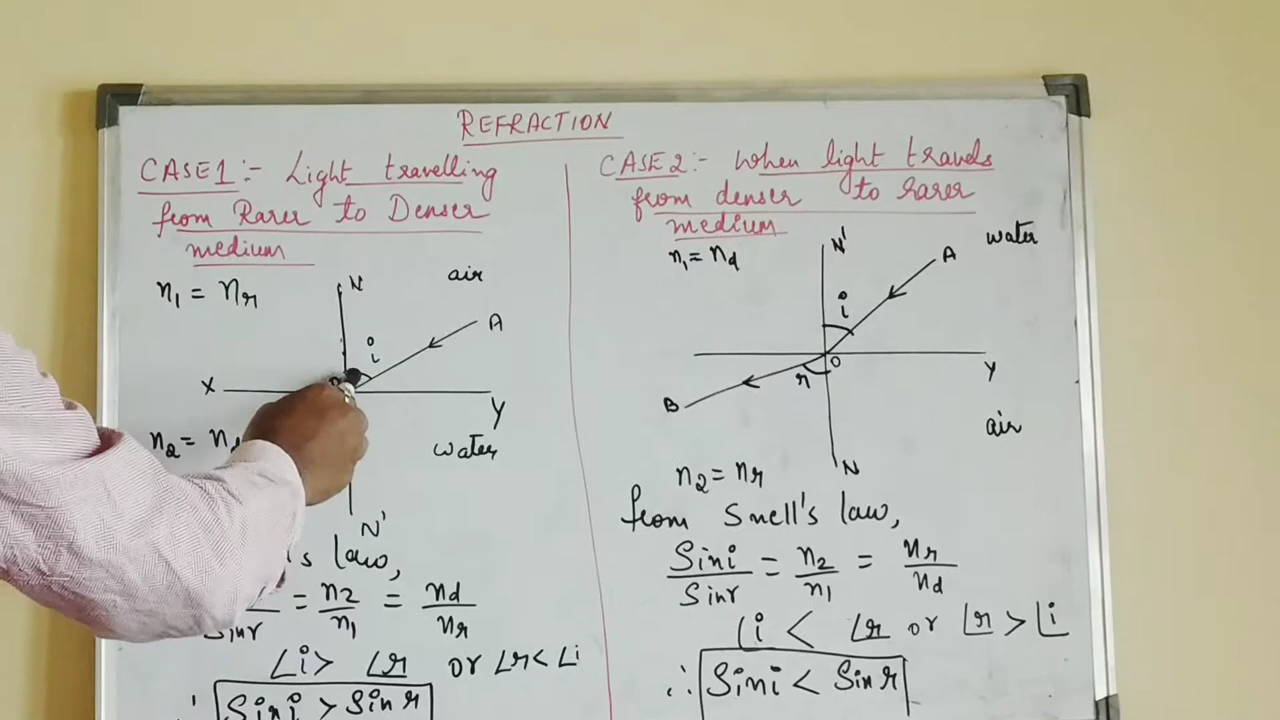 REFRACTION
CASE1:- Light travelling
from Rarer to Denser
medium
n1 = nr
N
air
i
A
X
Y
n2 =
water
N'
law,
= n2/n1 = nd/nr
∠i > ∠r or ∠r < ∠i
Sin i > Sin r
CASE2:- When light travels
from denser to rarer
medium
n1 = nd
N'
water
A
i
O
Y
r
B
air
N
n2 = nr
from Snell's law,
Sini/Sinr = n2/n1 = nr/nd
∠i < ∠r or ∠r > ∠i
∴ Sini < Sinr